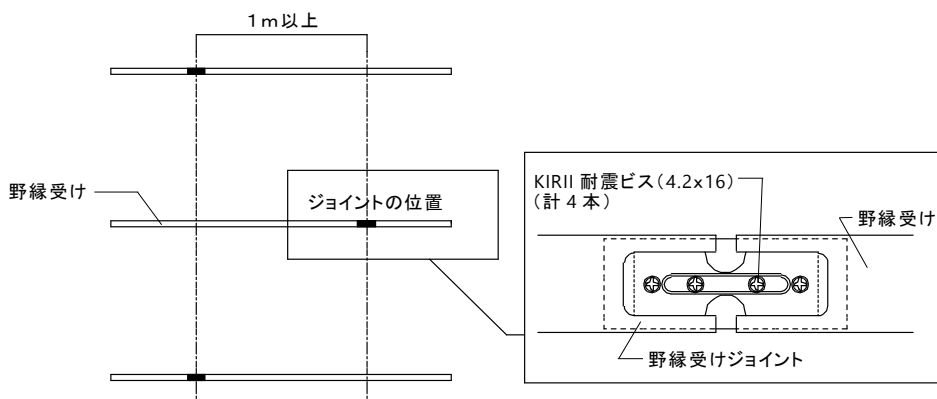 1m以上
野縁受け
ジョイントの位置
KIRII 耐震ビス(4.2x16)
(計4本)
野縁受け
野縁受けジョイント